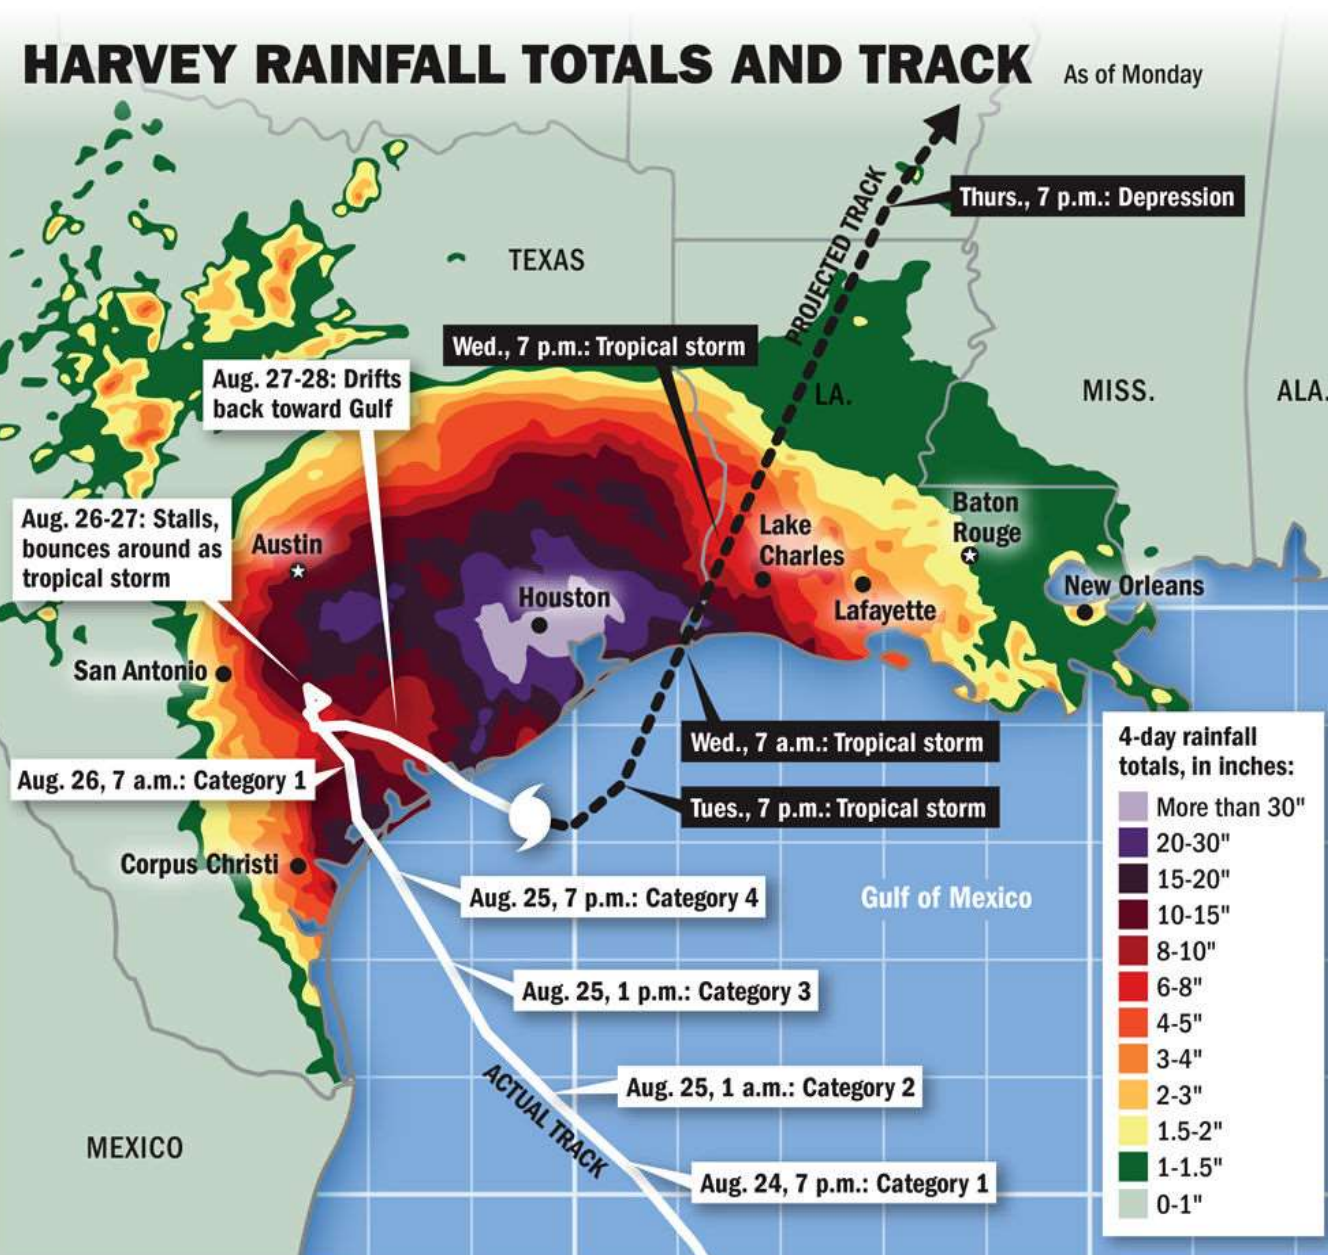 HARVEY RAINFALL TOTALS AND TRACK
As of Monday
PROJECTED TRACK
Thurs., 7 p.m.: Depression
TEXAS
Wed., 7 p.m.: Tropical storm
Aug. 27-28: Drifts
back toward Gulf
LA.
MISS.
ALA.
Aug. 26-27: Stalls,
bounces around as
tropical storm
Austin
Baton
Rouge
Lake
Charles
Houston
Lafayette
New Orleans
San Antonio
Wed., 7 a.m.: Tropical storm
Aug. 26, 7 a.m.: Category 1
Tues., 7 p.m.: Tropical storm
Corpus Christi
Aug. 25, 7 p.m.: Category 4
Gulf of Mexico
Aug. 25, 1 p.m.: Category 3
ACTUAL TRACK
Aug. 25, 1 a.m.: Category 2
MEXICO
Aug. 24, 7 p.m.: Category 1
4-day rainfall
totals, in inches:
More than 30"
20-30"
15-20"
10-15"
8-10"
6-8"
4-5"
3-4"
2-3"
1.5-2"
1-1.5"
0-1"